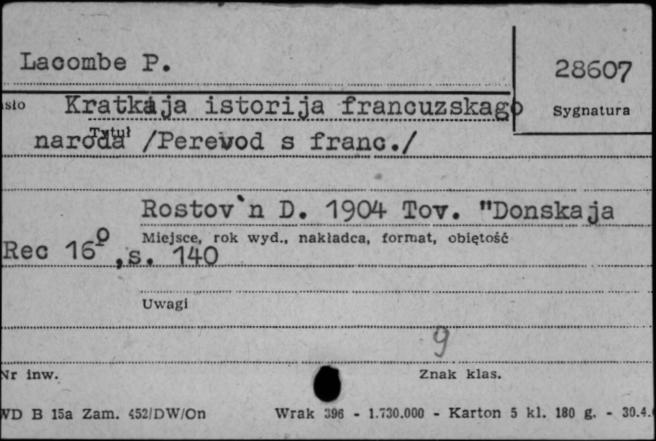 Lacombe P.
28607
Sygnatura
Kratkaja istorija francuzskago
Tytuł
naroda /Perevod s franc./
Rostov`n D. 1904 Tov. "Donskaja
Miejsce, rok wyd., nakładca, format, obiętość
Rec 16º,s. 140
Uwagi
9
Nr inw.
Znak klas.
WD B 15a Zam. 452/DW/On Wrak 396 - 1.730.000 - Karton 5 kl. 180 g. - 30.4.